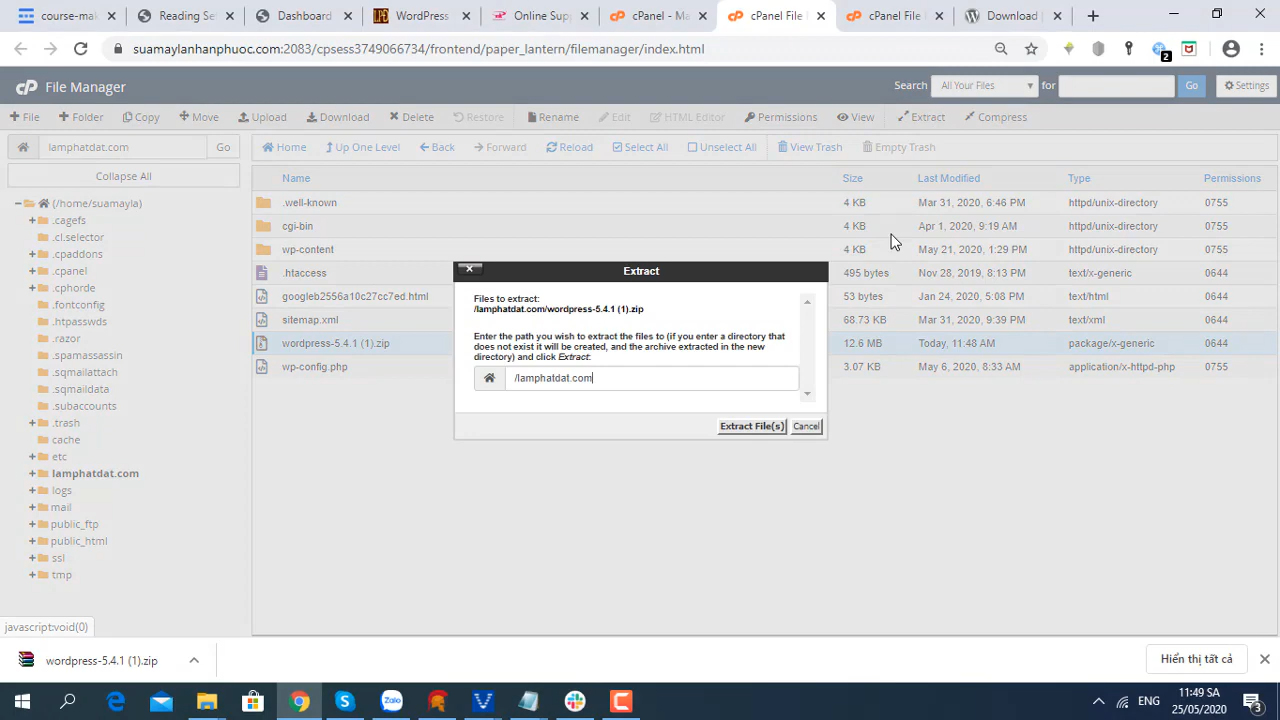 course-mak
Reading Se
Dashboard
WordPress
Online Sup
cPanel - Ma
cPanel File
cPanel File
Download |
suamaylanhanphuoc.com:2083/cpsess3749066734/frontend/paper_lantern/filemanager/index.html
2
cP File Manager
Search All Your Files for Go Settings
File Folder Copy Move Upload Download Delete Restore Rename Edit HTML Editor Permissions View Extract Compress
lamphatdat.com Go
Home Up One Level Back Forward Reload Select All Unselect All View Trash Empty Trash
Collapse All
Name Size Last Modified Type Permissions
(/home/suamayla)
.cagefs
.cl.selector
.cpaddons
.cpanel
.cphorde
.fontconfig
.htpasswds
.razor
.spamassassin
.sqmailattach
.sqmaildata
.subaccounts
.trash
cache
etc
lamphatdat.com
logs
mail
public_ftp
public_html
ssl
tmp
.well-known 4 KB Mar 31, 2020, 6:46 PM httpd/unix-directory 0755
cgi-bin 4 KB Apr 1, 2020, 9:19 AM httpd/unix-directory 0755
wp-content 4 KB May 21, 2020, 1:29 PM httpd/unix-directory 0755
.htaccess 495 bytes Nov 28, 2019, 8:13 PM text/x-generic 0644
googleb2556a10c27cc7ed.html 53 bytes Jan 24, 2020, 5:08 PM text/html 0644
sitemap.xml 68.73 KB Mar 31, 2020, 9:39 PM text/xml 0644
wordpress-5.4.1 (1).zip 12.6 MB Today, 11:48 AM package/x-generic 0644
wp-config.php 3.07 KB May 6, 2020, 8:33 AM application/x-httpd-php 0644
Extract
Files to extract:
/lamphatdat.com/wordpress-5.4.1 (1).zip
Enter the path you wish to extract the files to (if you enter a directory that
does not exist it will be created, and the archive extracted in the new
directory) and click Extract:
/lamphatdat.com
Extract File(s) Cancel
javascript:void(0)
wordpress-5.4.1 (1).zip
Hiển thị tất cả
Zalo
ENG
11:49 SA
25/05/2020
3